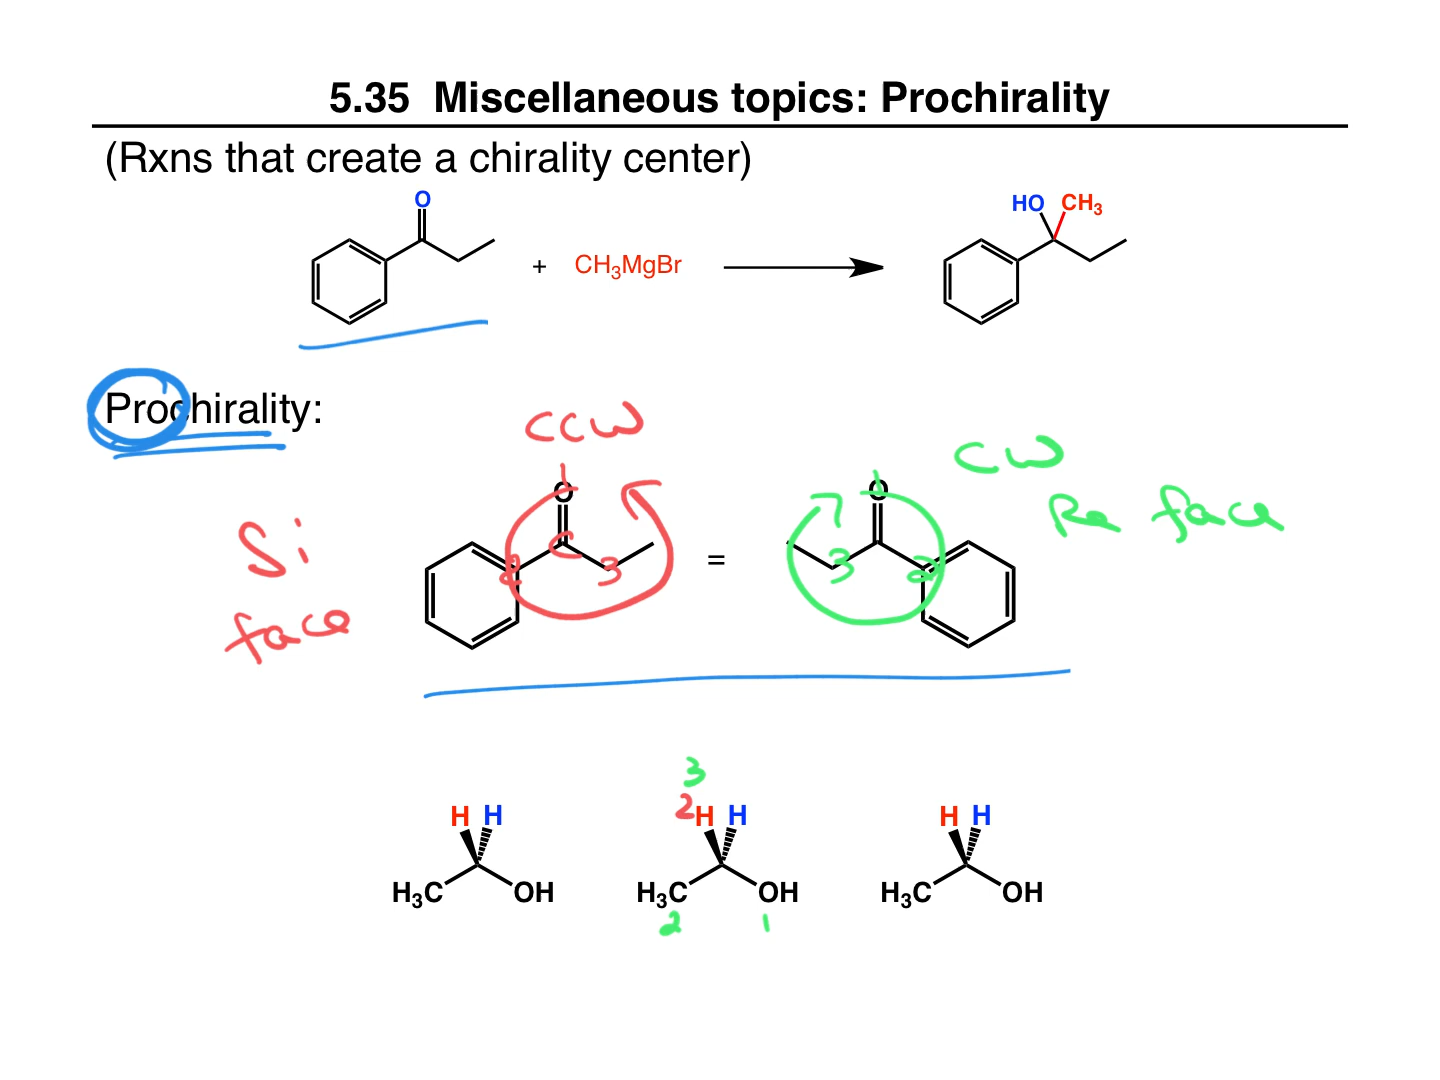 5.35 Miscellaneous topics: Prochirality
(Rxns that create a chirality center)
O
HO CH3
+ CH3MgBr
Prochirality:
ccw
cw
1
O
1
O
Re face
Si
face
C
2 3
=
3 2
3
2
H H
H H
H H
H3C OH
H3C OH
H3C OH
2 1